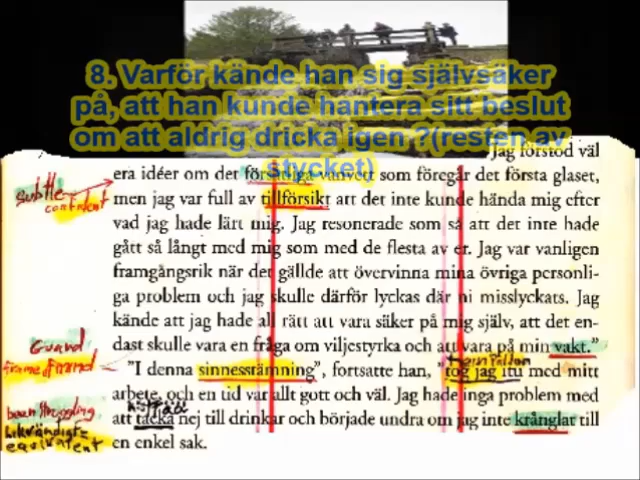 8. Varför kände han sig självsäker
på, att han kunde hantera sitt beslut
om att aldrig dricka igen ?(resten av
stycket)
Jag förstod väl
era idéer om det försåtliga vanvett som föregår det första glaset,
men jag var full av tillförsikt att det inte kunde hända mig efter
vad jag hade lärt mig. Jag resonerade som så att det inte hade
gått så långt med mig som med de flesta av er. Jag var vanligen
framgångsrik när det gällde att övervinna mina övriga personli-
ga problem och jag skulle därför lyckas där ni misslyckats. Jag
kände att jag hade all rätt att vara säker på mig själv, att det en-
dast skulle vara en fråga om viljestyrka och att vara på min vakt."
"I denna sinnesstämning", fortsatte han, "tog jag itu med mitt
arbete, och en tid var allt gott och väl. Jag hade inga problem med
att tacka nej till drinkar och började undra om jag inte krånglat till
en enkel sak.
subtle
confident
Guard
frame of mind
been struggling
equivalent